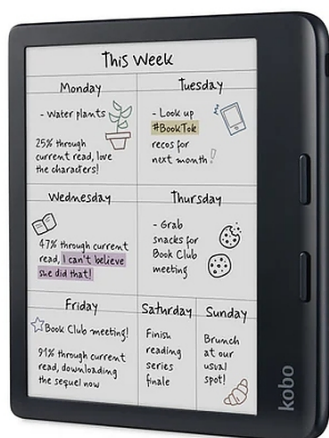 This Week
Monday
- Water plants
25% through
current read, love
the characters!
Tuesday
- Look up
#BookTok
recos for
next month!
Wednesday
47% through current
read, I can't believe
she did that!
Thursday
- Grab
snacks for
Book Club
meeting
Friday
Book Club meeting!
91% through current
read, downloading
the sequel now
Saturday
Finish
reading
series
finale
Sunday
Brunch
at our
usual
spot!
kobo